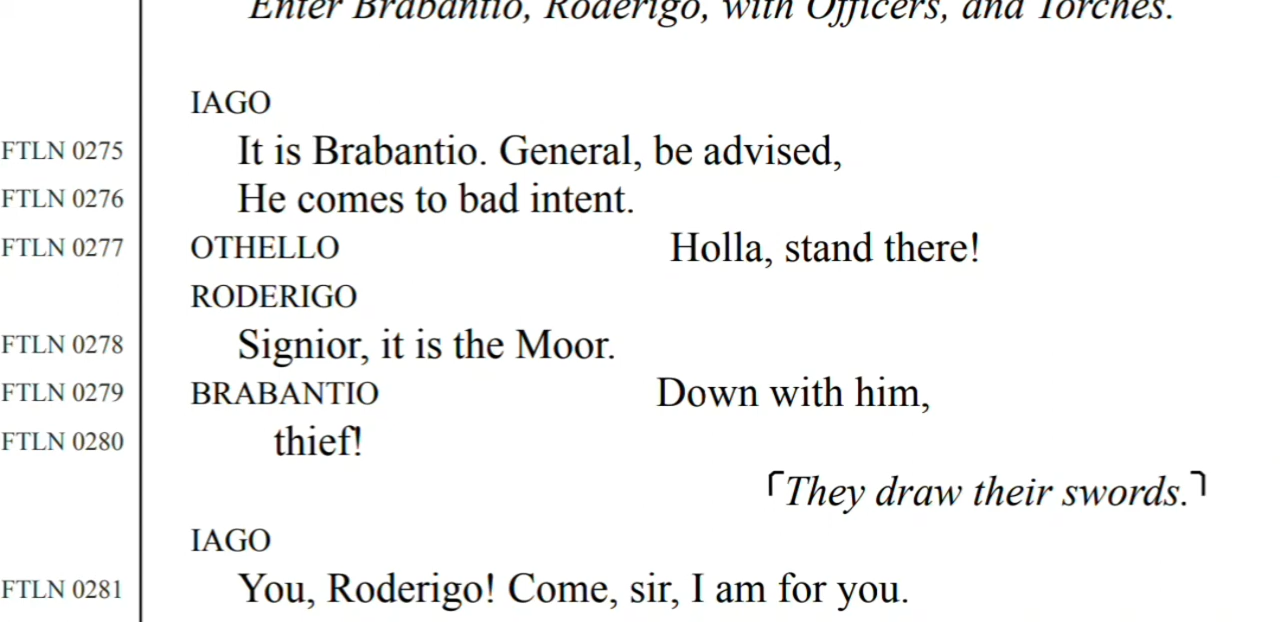 Enter Brabantio, Roderigo, with Officers, and Torches.
IAGO
FTLN 0275 It is Brabantio. General, be advised,
FTLN 0276 He comes to bad intent.
FTLN 0277 OTHELLO Holla, stand there!
RODERIGO
FTLN 0278 Signior, it is the Moor.
FTLN 0279 BRABANTIO Down with him,
FTLN 0280 thief!
⌜They draw their swords.⌝
IAGO
FTLN 0281 You, Roderigo! Come, sir, I am for you.